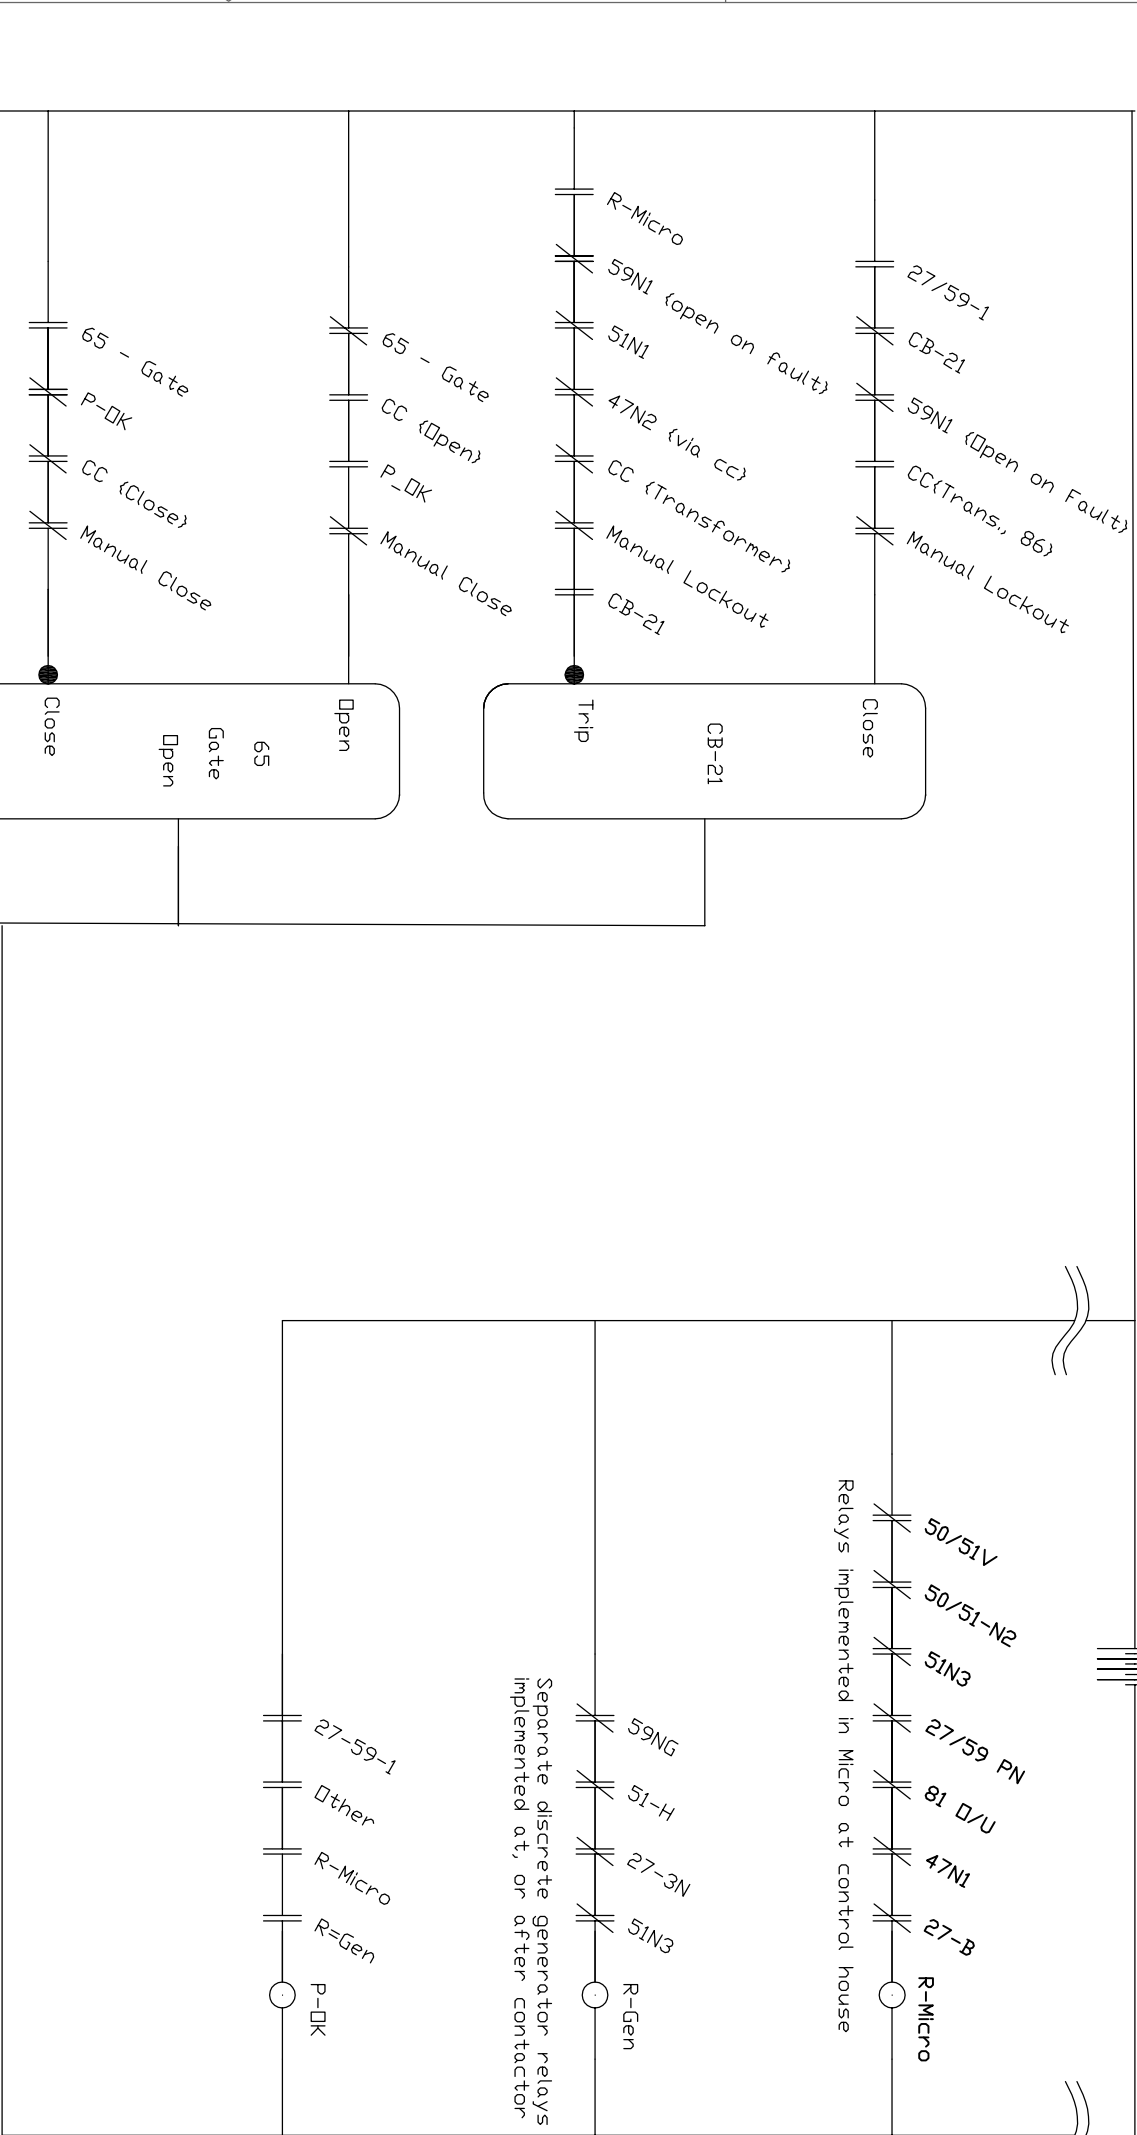 27/59-1
CB-21
59N1 (Open on Fault)
CC(Trans., 86)
Manual Lockout
Close
R-Micro
59N1 (open on fault)
51N1
47N2 (via cc)
CC (Transformer)
Manual Lockout
CB-21
Trip
CB-21
65 - Gate
CC (Open)
P_OK
Manual Close
Open
65 - Gate
P-OK
CC (Close)
Manual Close
Close
65
Gate
Open
50/51V
50/51-N2
51N3
27/59 PN
81 O/U
47N1
27-B
R-Micro
Relays implemented in Micro at control house
59NG
51-H
27-3N
51N3
R-Gen
Separate discrete generator relays
implemented at, or after contactor
27-59-1
Other
R-Micro
R=Gen
P-OK